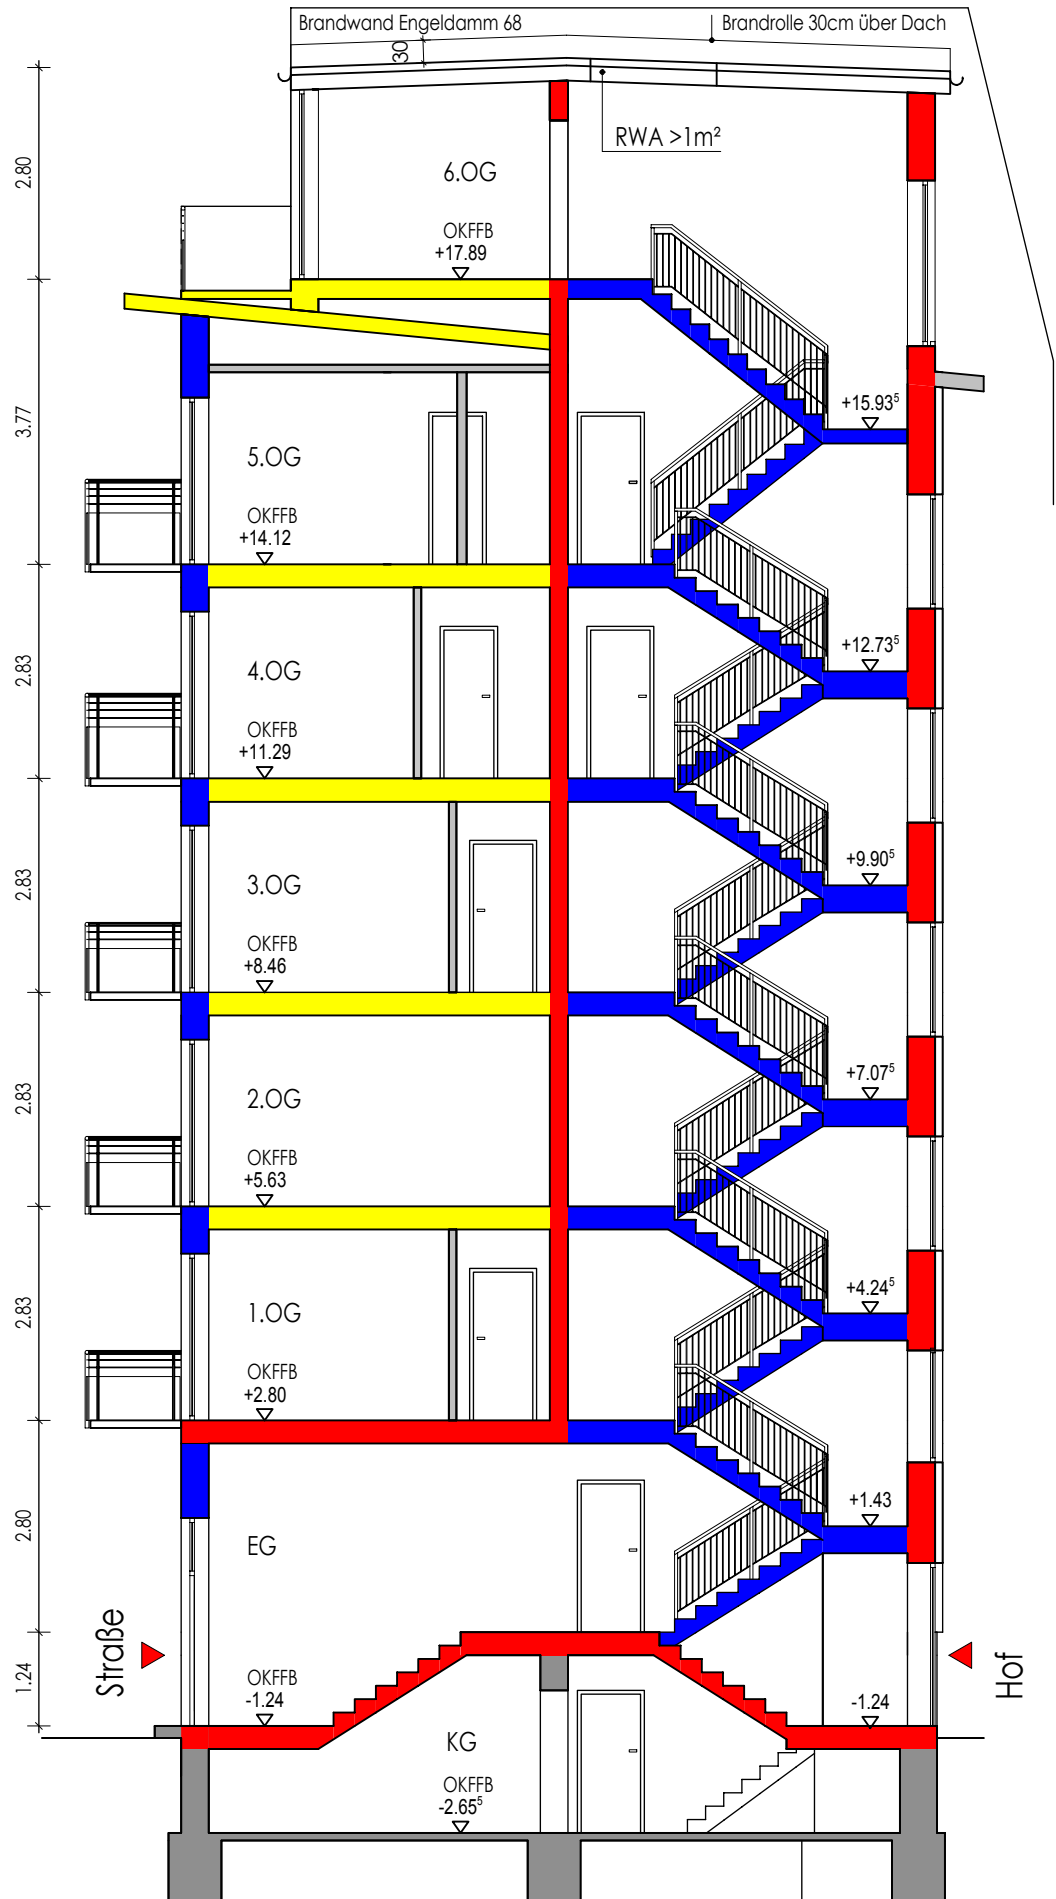 Brandwand Engeldamm 68
Brandrolle 30cm über Dach
30
RWA >1m²
2.80
6.OG
OKFFB
+17.89
3.77
+15.93⁵
5.OG
OKFFB
+14.12
2.83
+12.73⁵
4.OG
OKFFB
+11.29
2.83
+9.90⁵
3.OG
OKFFB
+8.46
2.83
+7.07⁵
2.OG
OKFFB
+5.63
2.83
+4.24⁵
1.OG
OKFFB
+2.80
2.80
+1.43
EG
Straße
Hof
1.24
OKFFB
-1.24
-1.24
KG
OKFFB
-2.65⁵